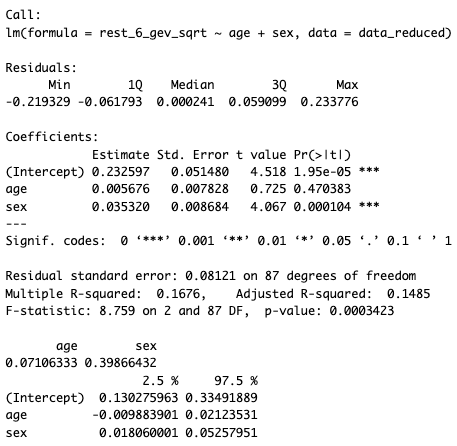 Call:
lm(formula = rest_6_gev_sqrt ~ age + sex, data = data_reduced)
Residuals:
Min 1Q Median 3Q Max
-0.219329 -0.061793 0.000241 0.059099 0.233776
Coefficients:
Estimate Std. Error t value Pr(>|t|)
(Intercept) 0.232597 0.051480 4.518 1.95e-05 ***
age 0.005676 0.007828 0.725 0.470383
sex 0.035320 0.008684 4.067 0.000104 ***
---
Signif. codes: 0 ‘***’ 0.001 ‘**’ 0.01 ‘*’ 0.05 ‘.’ 0.1 ‘ ’ 1
Residual standard error: 0.08121 on 87 degrees of freedom
Multiple R-squared: 0.1676, Adjusted R-squared: 0.1485
F-statistic: 8.759 on 2 and 87 DF, p-value: 0.0003423
age sex
0.07106333 0.39866432
2.5 % 97.5 %
(Intercept) 0.130275963 0.33491889
age -0.009883901 0.02123531
sex 0.018060001 0.05257951